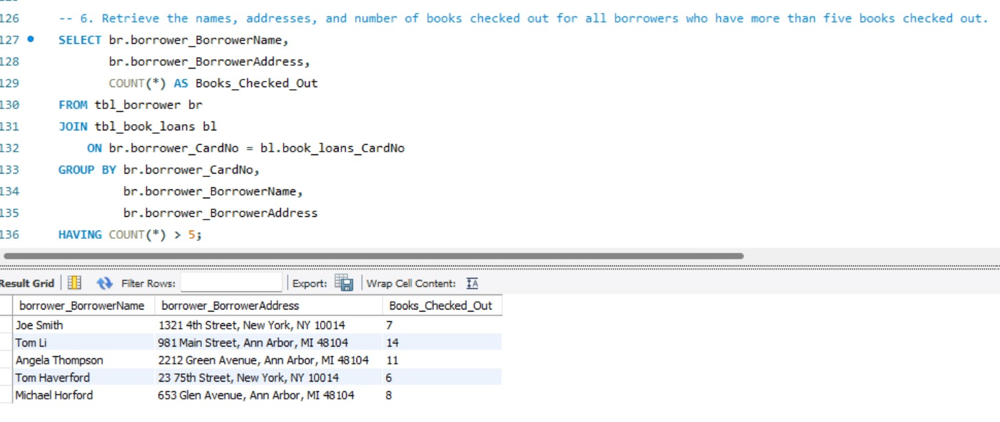 126 -- 6. Retrieve the names, addresses, and number of books checked out for all borrowers who have more than five books checked out.
127 SELECT br.borrower_BorrowerName,
128 br.borrower_BorrowerAddress,
129 COUNT(*) AS Books_Checked_Out
130 FROM tbl_borrower br
131 JOIN tbl_book_loans bl
132 ON br.borrower_CardNo = bl.book_loans_CardNo
133 GROUP BY br.borrower_CardNo,
134 br.borrower_BorrowerName,
135 br.borrower_BorrowerAddress
136 HAVING COUNT(*) > 5;
Result Grid Filter Rows: Export: Wrap Cell Content: IA
borrower_BorrowerName borrower_BorrowerAddress Books_Checked_Out
Joe Smith 1321 4th Street, New York, NY 10014 7
Tom Li 981 Main Street, Ann Arbor, MI 48104 14
Angela Thompson 2212 Green Avenue, Ann Arbor, MI 48104 11
Tom Haverford 23 75th Street, New York, NY 10014 6
Michael Horford 653 Glen Avenue, Ann Arbor, MI 48104 8